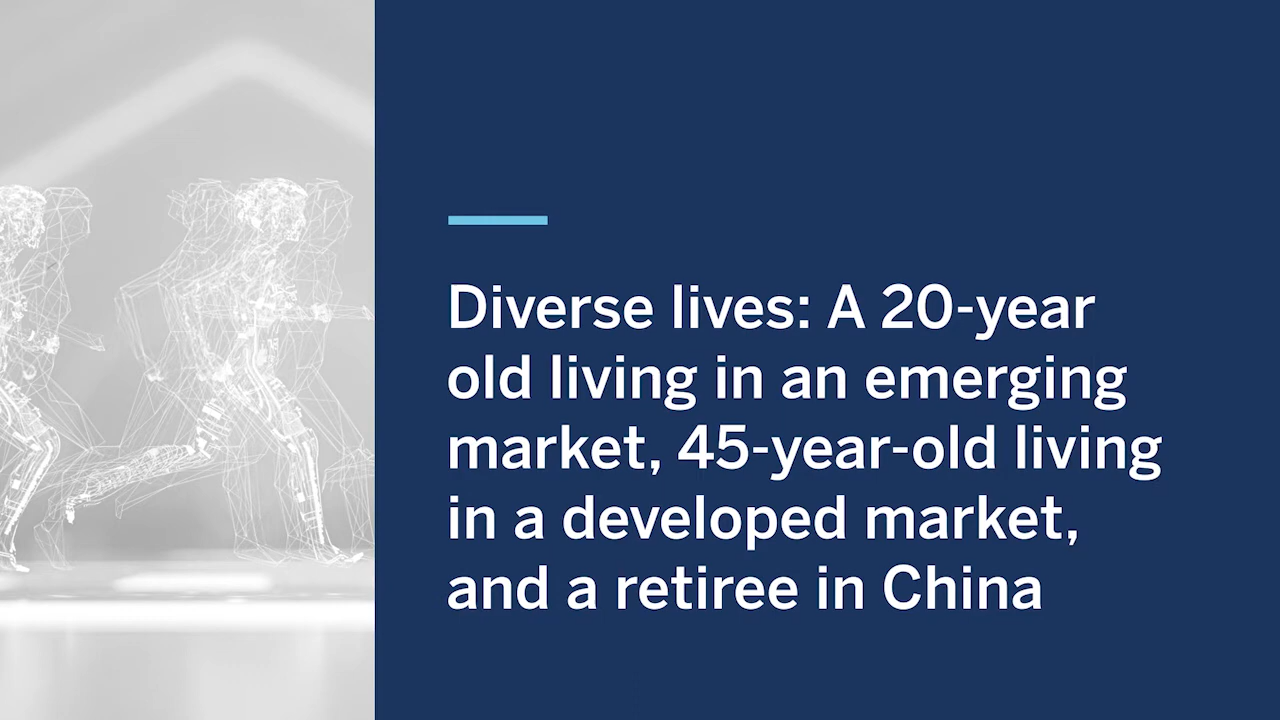 Diverse lives: A 20-year
old living in an emerging
market, 45-year-old living
in a developed market,
and a retiree in China